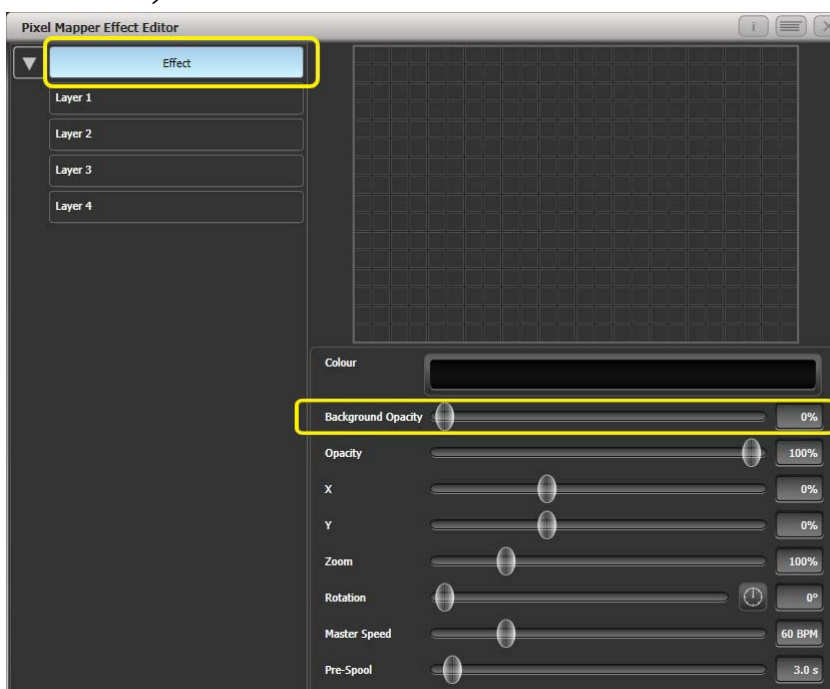 Pixel Mapper Effect Editor
Effect
Layer 1
Layer 2
Layer 3
Layer 4
Colour
Background Opacity 0%
Opacity 100%
X 0%
Y 0%
Zoom 100%
Rotation 0°
Master Speed 60 BPM
Pre-Spool 3.0 s